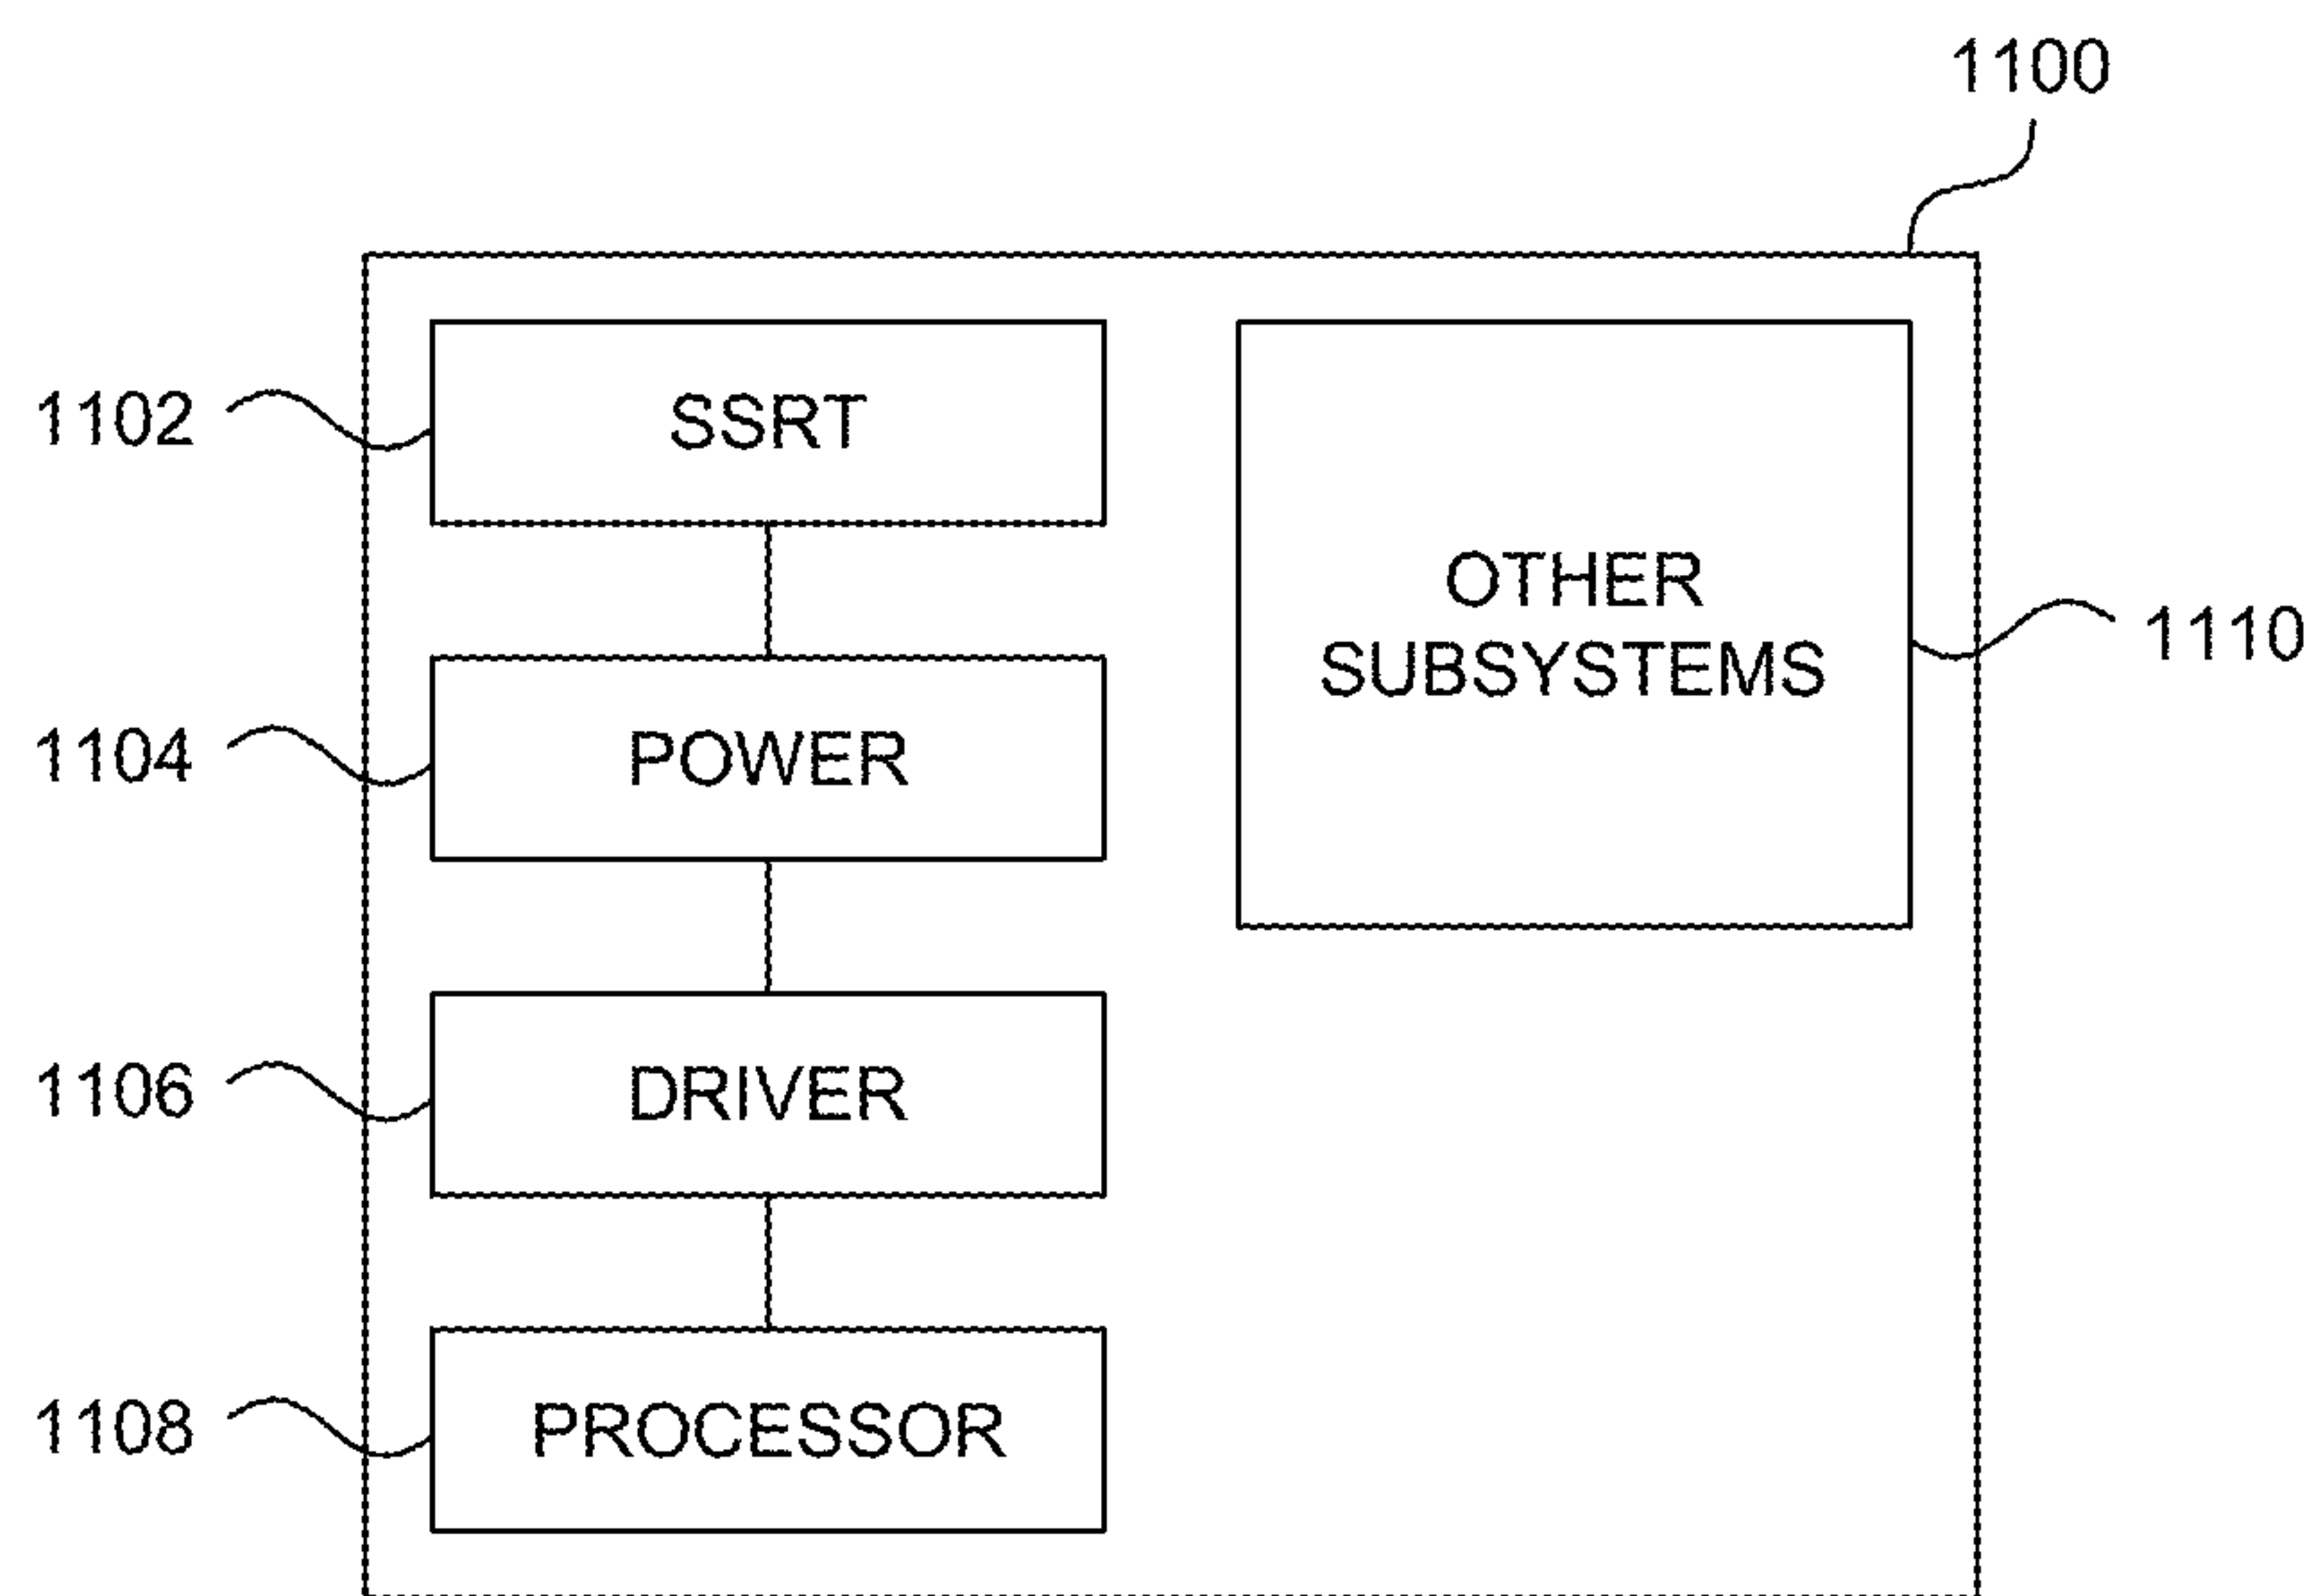 1100
1102
SSRT
OTHER
SUBSYSTEMS
1110
1104
POWER
1106
DRIVER
1108
PROCESSOR